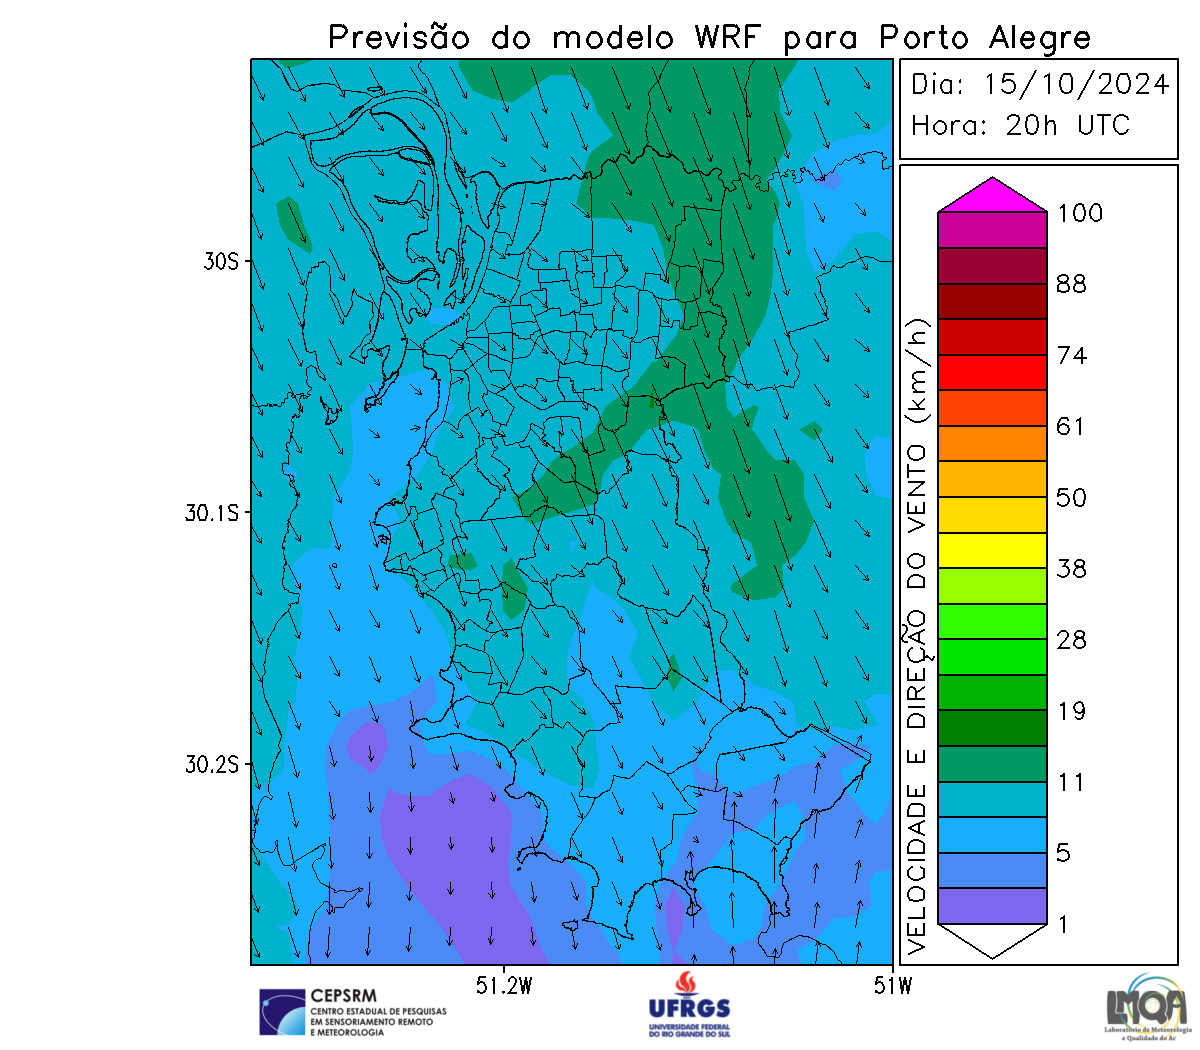 Previsão do modelo WRF para Porto Alegre
Dia: 15/10/2024
Hora: 20h UTC
30S
30.1S
30.2S
51.2W
51W
VELOCIDADE E DIREÇÃO DO VENTO (km/h)
100
88
74
61
50
38
28
19
11
5
1
CEPSRM
CENTRO ESTADUAL DE PESQUISAS
EM SENSORIAMENTO REMOTO
E METEOROLOGIA
UFRGS
UNIVERSIDADE FEDERAL
DO RIO GRANDE DO SUL
LMQA
Laboratório de Meteorologia
e Qualidade do Ar